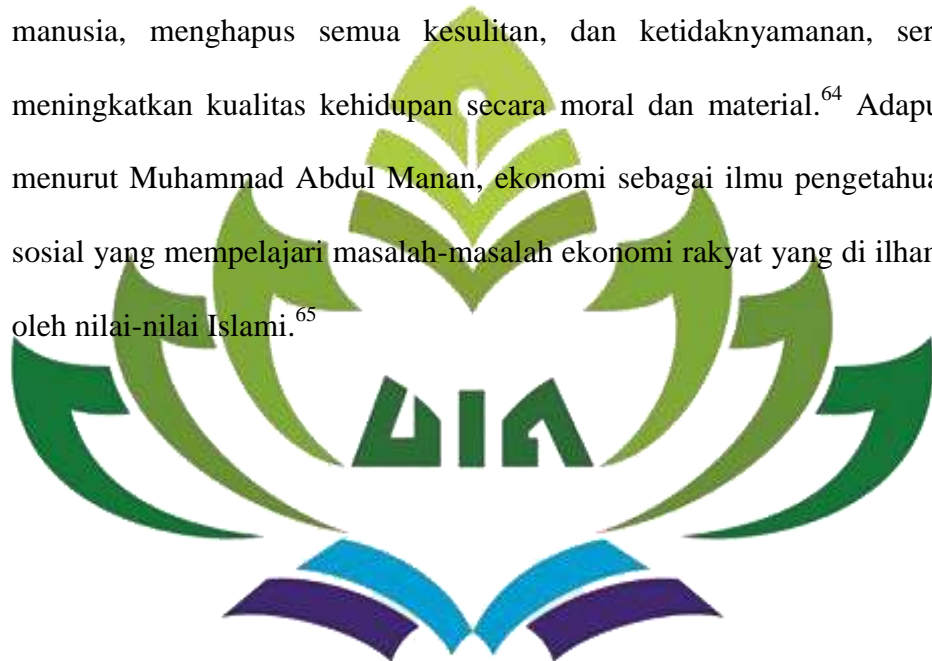 manusia, menghapus semua kesulitan, dan ketidaknyamanan, ser
meningkatkan kualitas kehidupan secara moral dan material.⁶⁴ Adapu
menurut Muhammad Abdul Manan, ekonomi sebagai ilmu pengetahua
sosial yang mempelajari masalah-masalah ekonomi rakyat yang di ilham
oleh nilai-nilai Islami.⁶⁵
UIN